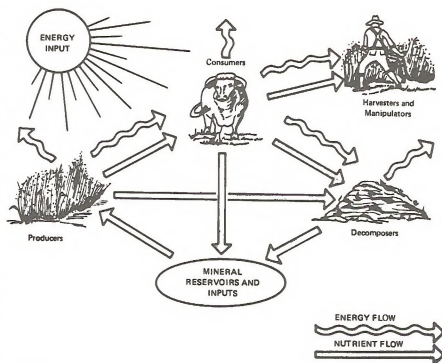 ENERGY
INPUT
Consumers
Harvesters and
Manipulators
Producers
Decomposers
MINERAL
RESERVOIRS AND
INPUTS
ENERGY FLOW
NUTRIENT FLOW